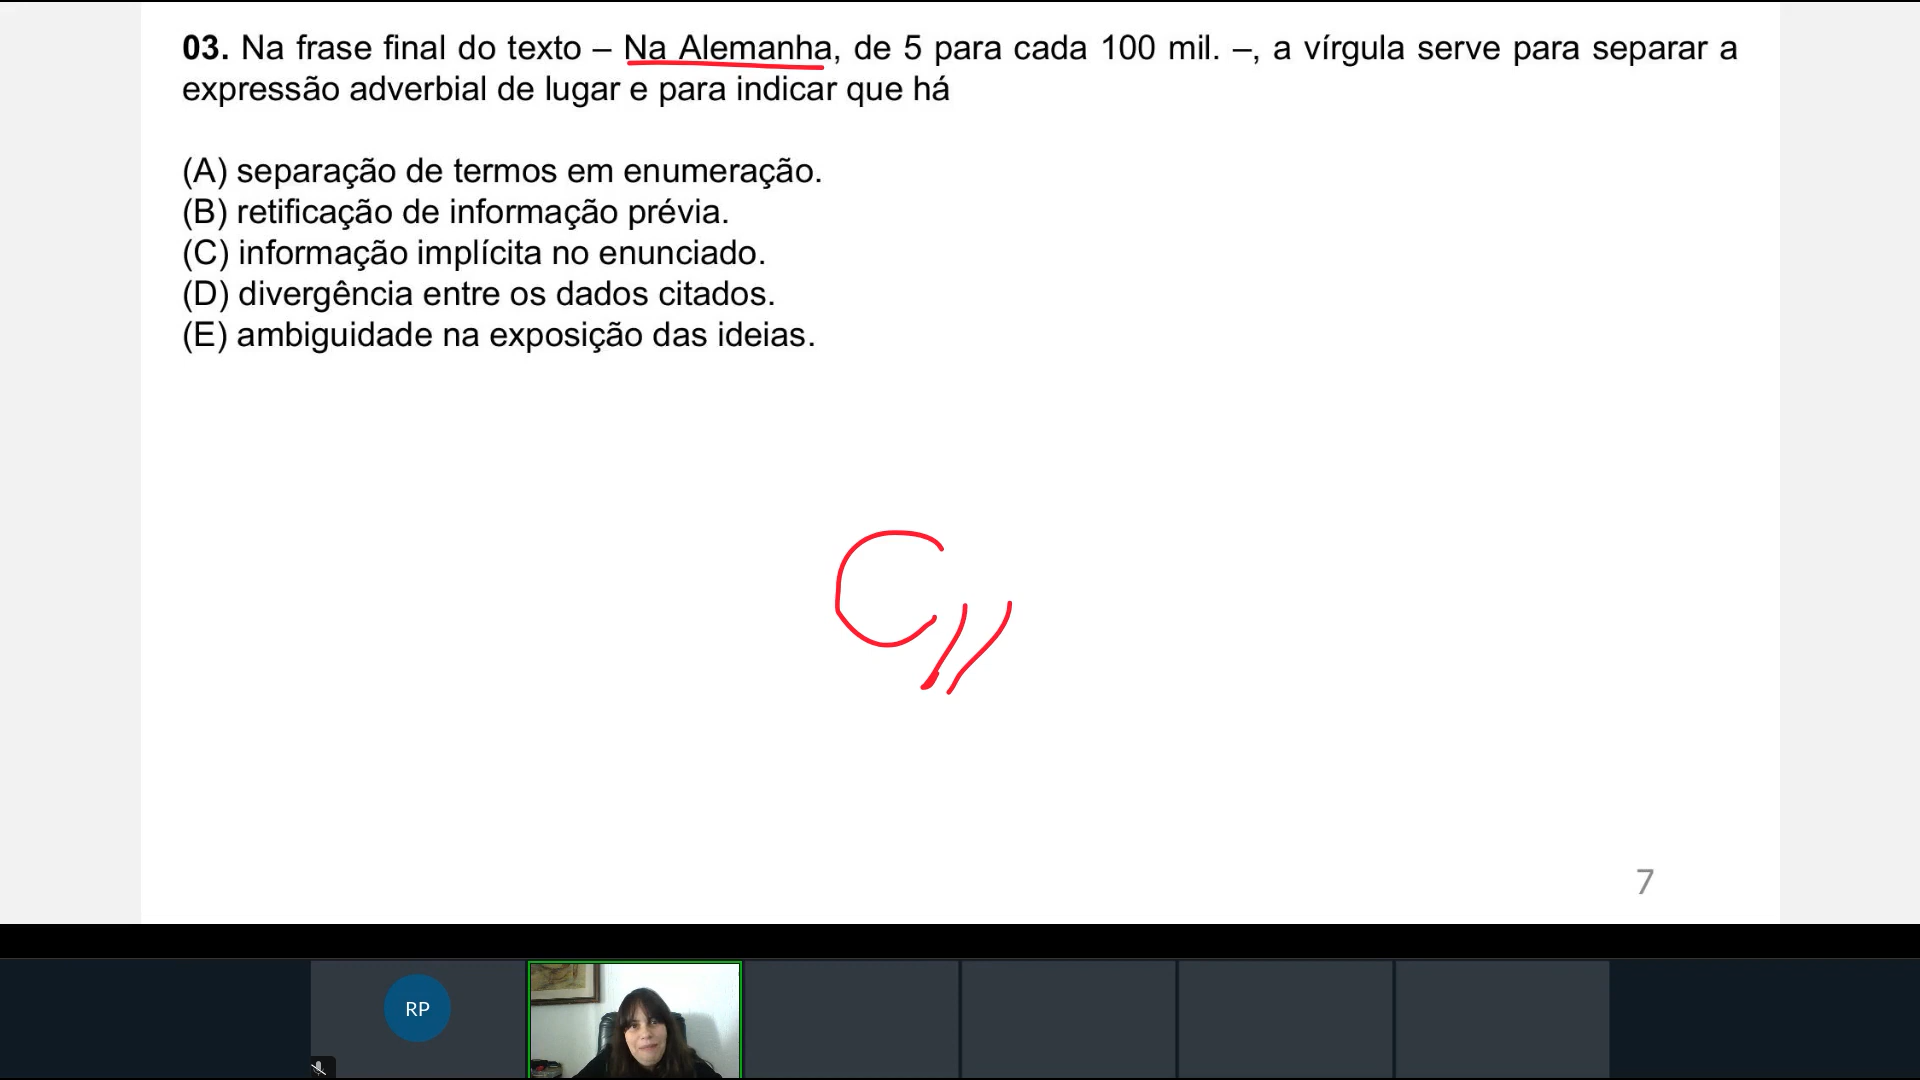 03. Na frase final do texto – Na Alemanha, de 5 para cada 100 mil. –, a vírgula serve para separar a
expressão adverbial de lugar e para indicar que há
(A) separação de termos em enumeração.
(B) retificação de informação prévia.
(C) informação implícita no enunciado.
(D) divergência entre os dados citados.
(E) ambiguidade na exposição das ideias.
C//
7
RP